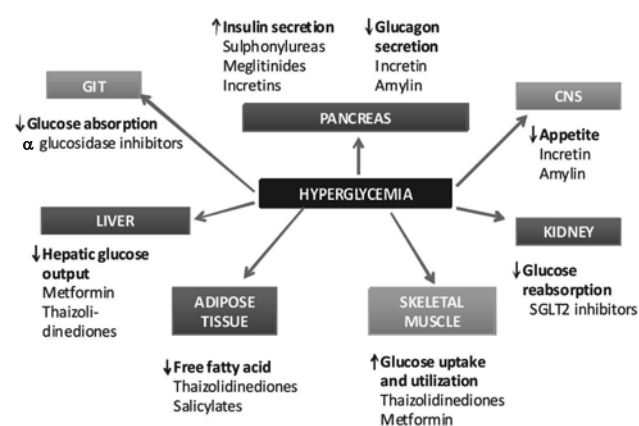 ↑Insulin secretion
Sulphonylureas
Meglitinides
Incretins
↓Glucagon
secretion
Incretin
Amylin
PANCREAS
GIT
↓Glucose absorption
α glucosidase inhibitors
CNS
↓Appetite
Incretin
Amylin
HYPERGLYCEMIA
LIVER
↓Hepatic glucose
output
Metformin
Thaizoli-
dinediones
KIDNEY
↓Glucose
reabsorption
SGLT2 inhibitors
ADIPOSE
TISSUE
↓Free fatty acid
Thaizolidinediones
Salicylates
SKELETAL
MUSCLE
↑Glucose uptake
and utilization
Thaizolidinediones
Metformin